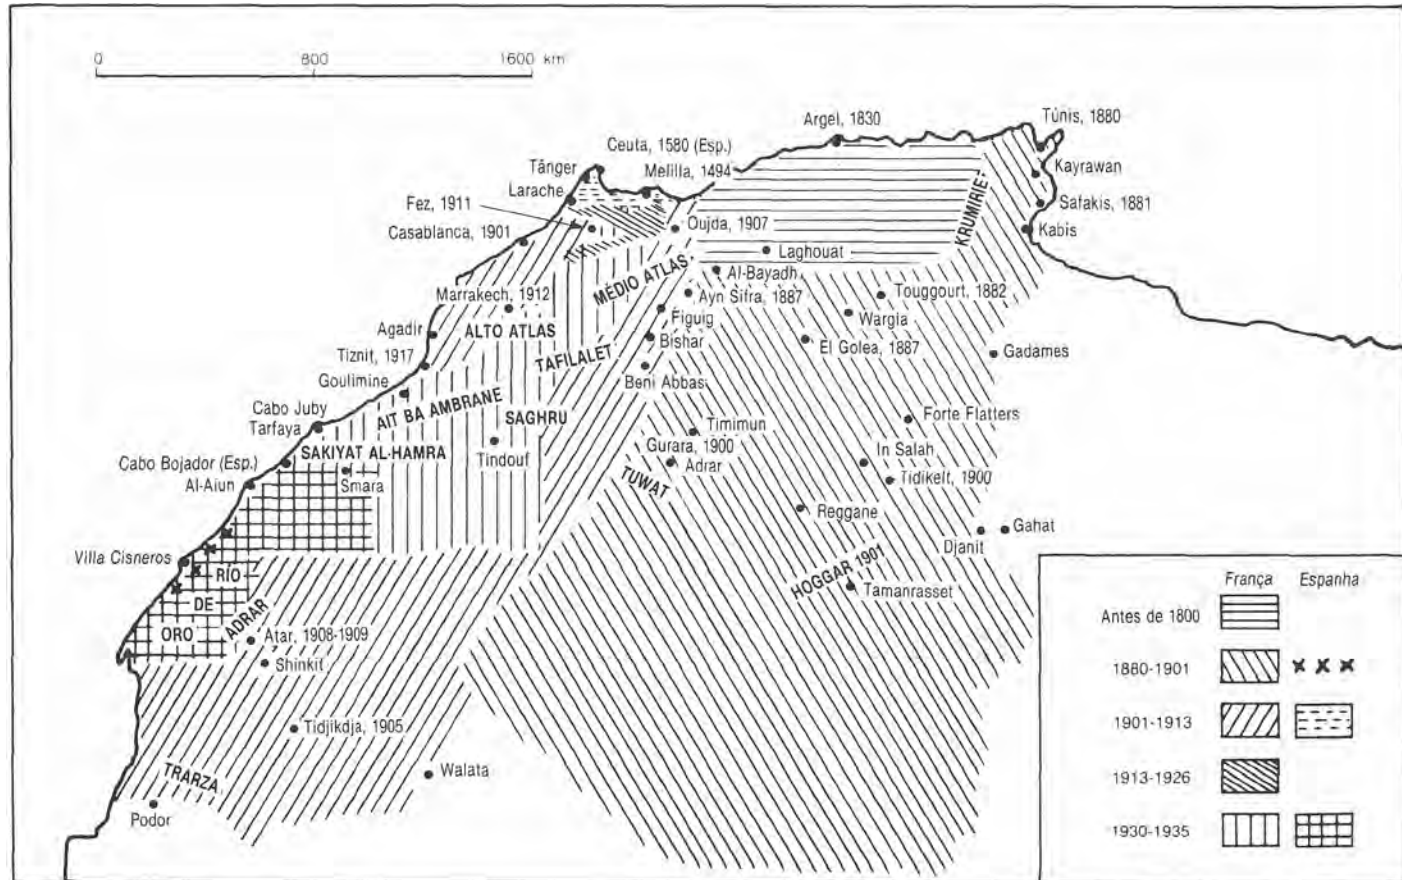 0 800 1600 km
Argel, 1830
Túnis, 1880
Ceuta, 1580 (Esp.)
Tânger
Melilla, 1494
Kayrawan
Larache
Safakis, 1881
Fez, 1911
KRUMIRIE
Oujda, 1907
Casablanca, 1901
Kabis
Laghouat
MÉDIO ATLAS
Al-Bayadh
Marrakech, 1912
Ayn Sifra, 1887
Touggourt, 1882
Figuig
Wargla
Agadir
ALTO ATLAS
Bishar
El Golea, 1887
Gadames
Tiznit, 1917
TAFILALET
Beni Abbas
Goulimine
AIT BA AMBRANE
SAGHRU
Cabo Juby
Tarfaya
Forte Flatters
Timimun
SAKIYAT AL-HAMRA
Gurara, 1900
Tindouf
Cabo Bojador (Esp.)
Adrar
In Salah
Al-Aiun
Smara
TUWAT
Tidikelt, 1900
Reggane
Gahat
Djanit
Villa Cisneros
HOGGAR 1901
RÍO
DE
ORO
Tamanrasset
ADRAR
Atar, 1908-1909
Shinkit
Tidjikdja, 1905
Walata
TRARZA
Podor
França Espanha
Antes de 1800
1880-1901
1901-1913
1913-1926
1930-1935